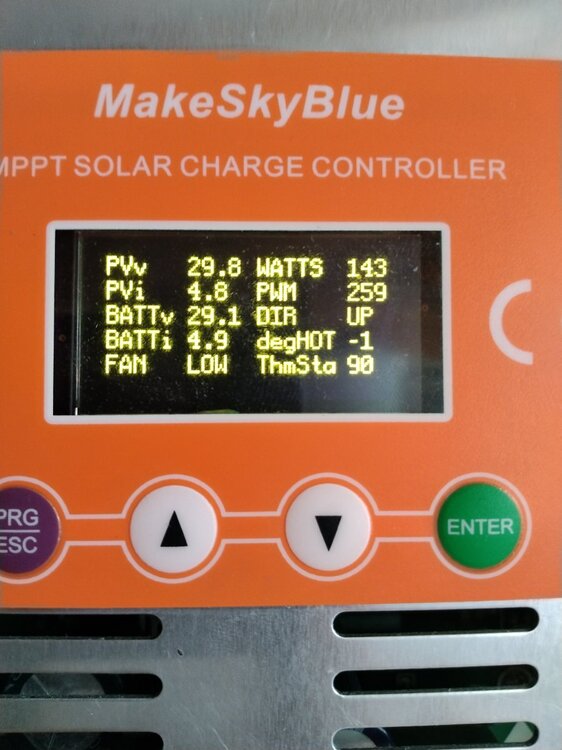 MakeSkyBlue
MPPT SOLAR CHARGE CONTROLLER
PVv 29.8 WATTS 143
PVi 4.8 PWM 259
BATTv 29.1 DIR UP
BATTi 4.9 degHOT -1
FAN LOW ThmSta 90
PRG
ESC
ENTER